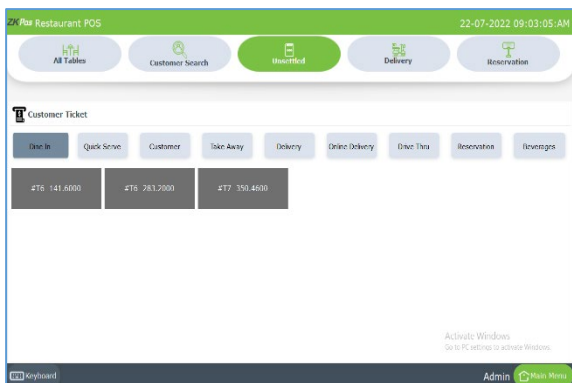 ZKPos Restaurant POS 22-07-2022 09:03:05:AM
All Tables Customer Search Unsettled Delivery Reservation
Customer Ticket
Dine In Quick Serve Customer Take Away Delivery Online Delivery Drive Thru Reservation Beverages
#T6 141.6000 #T6 283.2000 #T7 350.4600
Activate Windows
Go to PC settings to activate Windows.
Keyboard Admin Main Menu